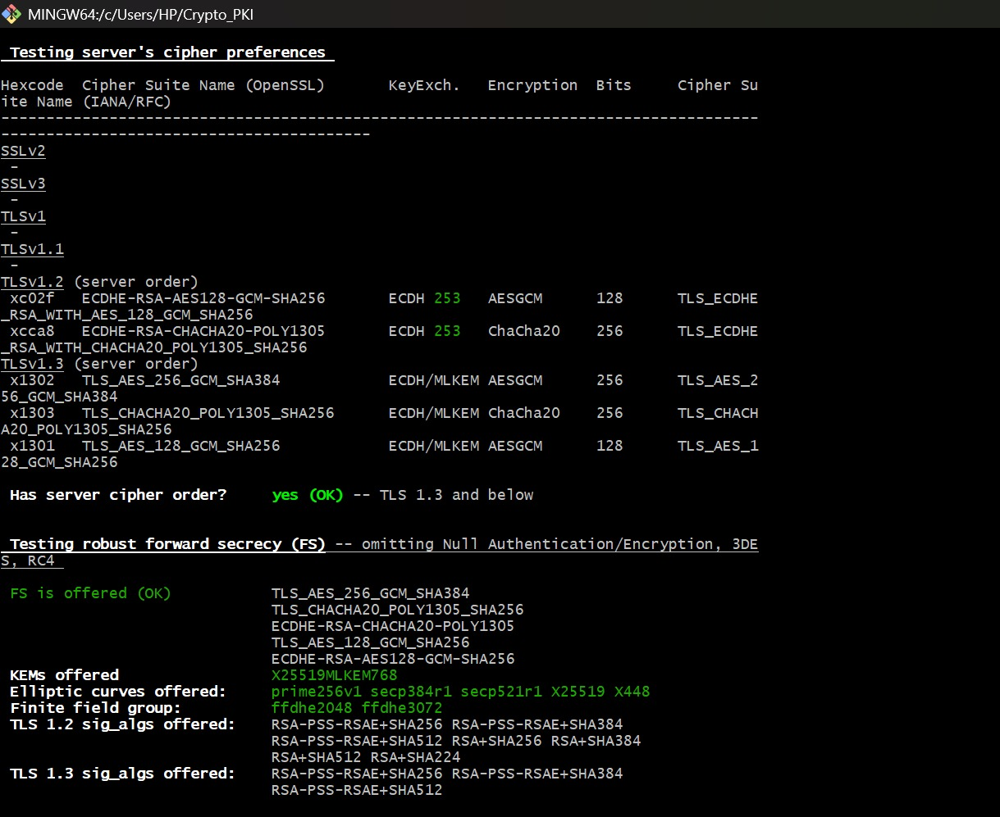 MINGW64:/c/Users/HP/Crypto_PKI
Testing server's cipher preferences
Hexcode  Cipher Suite Name (OpenSSL)       KeyExch.   Encryption  Bits     Cipher Su
ite Name (IANA/RFC)
------------------------------------------------------------------------------------
-----------------------------------------
SSLv2
 -
SSLv3
 -
TLSv1
 -
TLSv1.1
 -
TLSv1.2 (server order)
 xc02f   ECDHE-RSA-AES128-GCM-SHA256       ECDH 253   AESGCM      128      TLS_ECDHE
_RSA_WITH_AES_128_GCM_SHA256
 xcca8   ECDHE-RSA-CHACHA20-POLY1305       ECDH 253   ChaCha20    256      TLS_ECDHE
_RSA_WITH_CHACHA20_POLY1305_SHA256
TLSv1.3 (server order)
 x1302   TLS_AES_256_GCM_SHA384            ECDH/MLKEM AESGCM      256      TLS_AES_2
56_GCM_SHA384
 x1303   TLS_CHACHA20_POLY1305_SHA256      ECDH/MLKEM ChaCha20    256      TLS_CHACH
A20_POLY1305_SHA256
 x1301   TLS_AES_128_GCM_SHA256            ECDH/MLKEM AESGCM      128      TLS_AES_1
28_GCM_SHA256
 Has server cipher order?     yes (OK) -- TLS 1.3 and below
 Testing robust forward secrecy (FS) -- omitting Null Authentication/Encryption, 3DE
S, RC4
 FS is offered (OK)           TLS_AES_256_GCM_SHA384
                              TLS_CHACHA20_POLY1305_SHA256
                              ECDHE-RSA-CHACHA20-POLY1305
                              TLS_AES_128_GCM_SHA256
                              ECDHE-RSA-AES128-GCM-SHA256
 KEMs offered                 X25519MLKEM768
 Elliptic curves offered:     prime256v1 secp384r1 secp521r1 X25519 X448
 Finite field group:          ffdhe2048 ffdhe3072
 TLS 1.2 sig_algs offered:    RSA-PSS-RSAE+SHA256 RSA-PSS-RSAE+SHA384
                              RSA-PSS-RSAE+SHA512 RSA+SHA256 RSA+SHA384
                              RSA+SHA512 RSA+SHA224
 TLS 1.3 sig_algs offered:    RSA-PSS-RSAE+SHA256 RSA-PSS-RSAE+SHA384
                              RSA-PSS-RSAE+SHA512